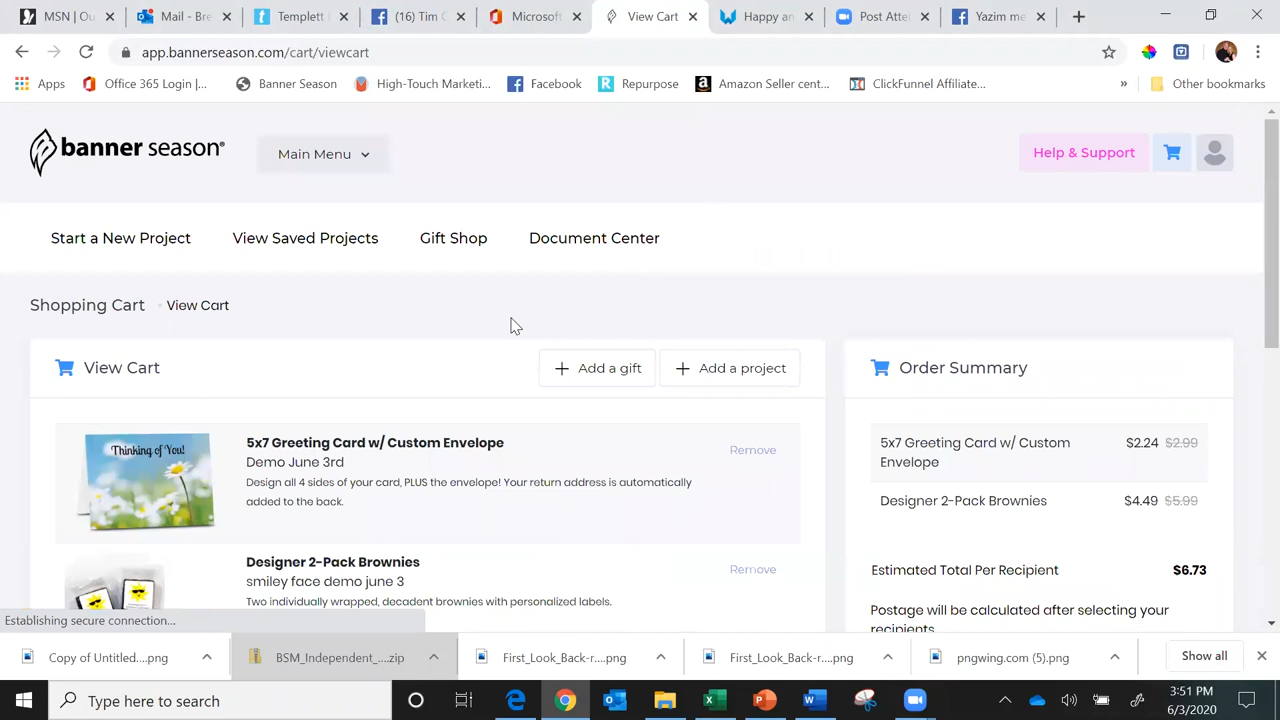 MSN | Ou
Mail - Bre
Templett
(16) Tim C
Microsoft
View Cart
Happy an
Post Atte
Yazim me
app.bannerseason.com/cart/viewcart
Apps
Office 365 Login |...
Banner Season
High-Touch Marketi...
Facebook
Repurpose
Amazon Seller cent...
ClickFunnel Affiliate...
»
Other bookmarks
banner season®
Main Menu
Help & Support
Start a New Project
View Saved Projects
Gift Shop
Document Center
Shopping Cart
View Cart
View Cart
+ Add a gift
+ Add a project
Order Summary
Thinking of You!
5x7 Greeting Card w/ Custom Envelope
Remove
Demo June 3rd
Design all 4 sides of your card, PLUS the envelope! Your return address is automatically
added to the back.
5x7 Greeting Card w/ Custom $2.24 $2.99
Envelope
Designer 2-Pack Brownies $4.49 $5.99
Designer 2-Pack Brownies
Remove
smiley face demo june 3
Two individually wrapped, decadent brownies with personalized labels.
Estimated Total Per Recipient $6.73
Postage will be calculated after selecting your
recipients
Establishing secure connection...
Copy of Untitled....png
BSM_Independent_....zip
First_Look_Back-r....png
First_Look_Back-r....png
pngwing.com (5).png
Show all
Type here to search
3:51 PM
6/3/2020